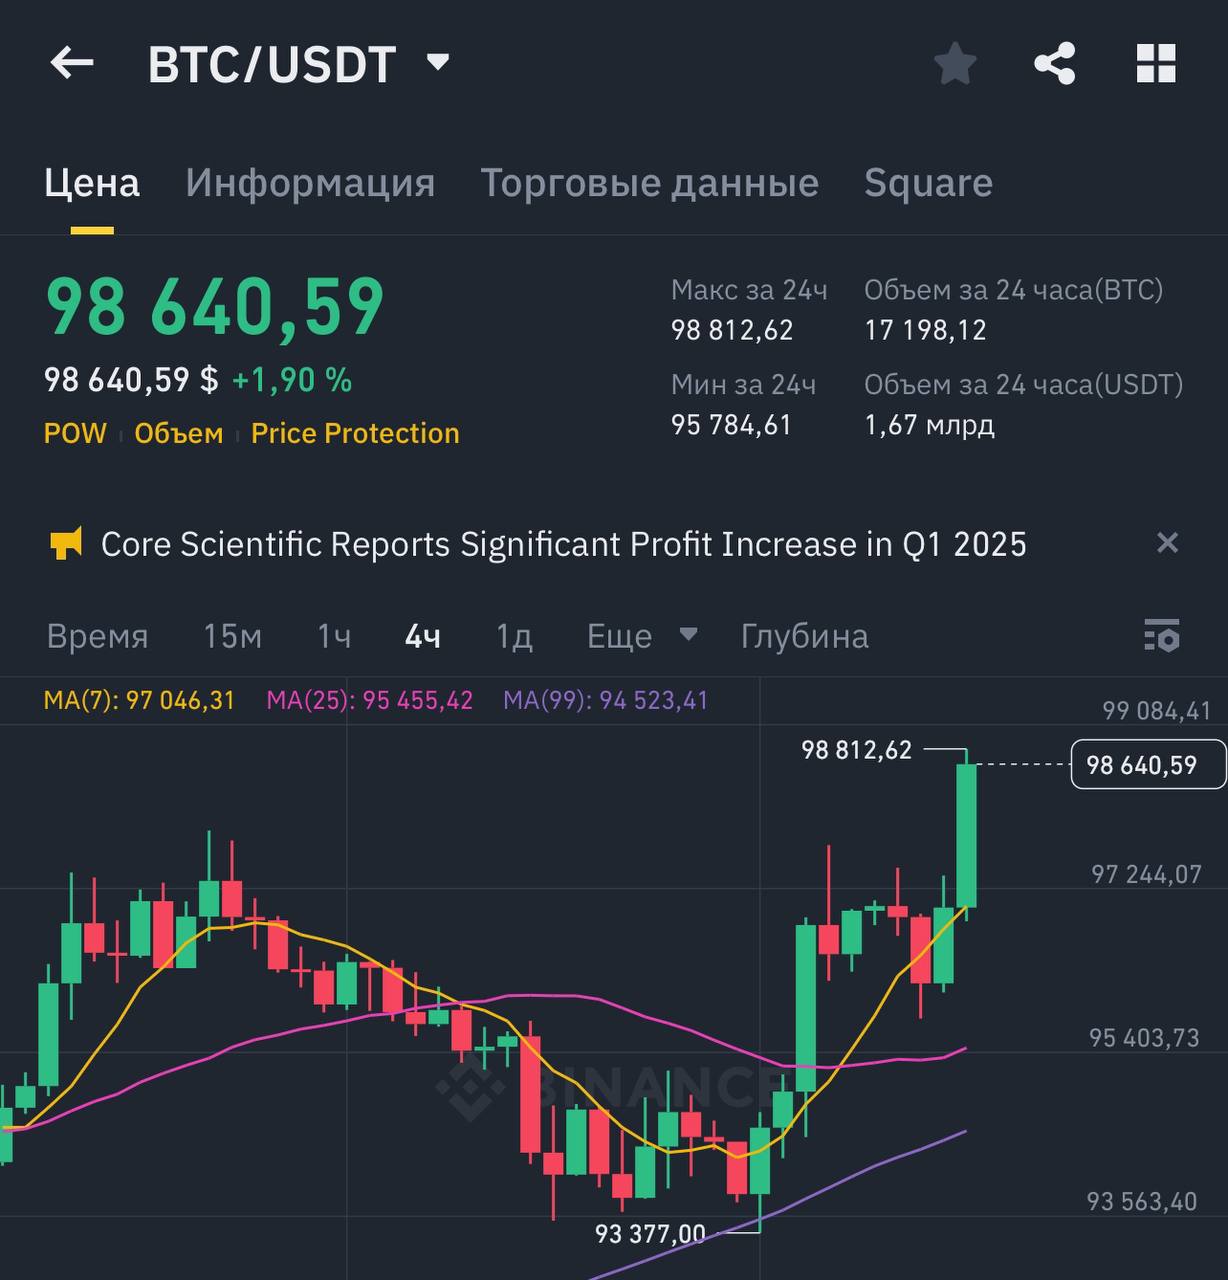 BTC/USDT
Цена Информация Торговые данные Square
98 640,59
98 640,59 $ +1,90 %
POW Объем Price Protection
Макс за 24ч
98 812,62
Объем за 24 часа(BTC)
17 198,12
Мин за 24ч
95 784,61
Объем за 24 часа(USDT)
1,67 млрд
Core Scientific Reports Significant Profit Increase in Q1 2025
Время 15м 1ч 4ч 1д Еще Глубина
MA(7): 97 046,31 MA(25): 95 455,42 MA(99): 94 523,41
99 084,41
98 812,62
98 640,59
97 244,07
95 403,73
BINANCE
93 563,40
93 377,00